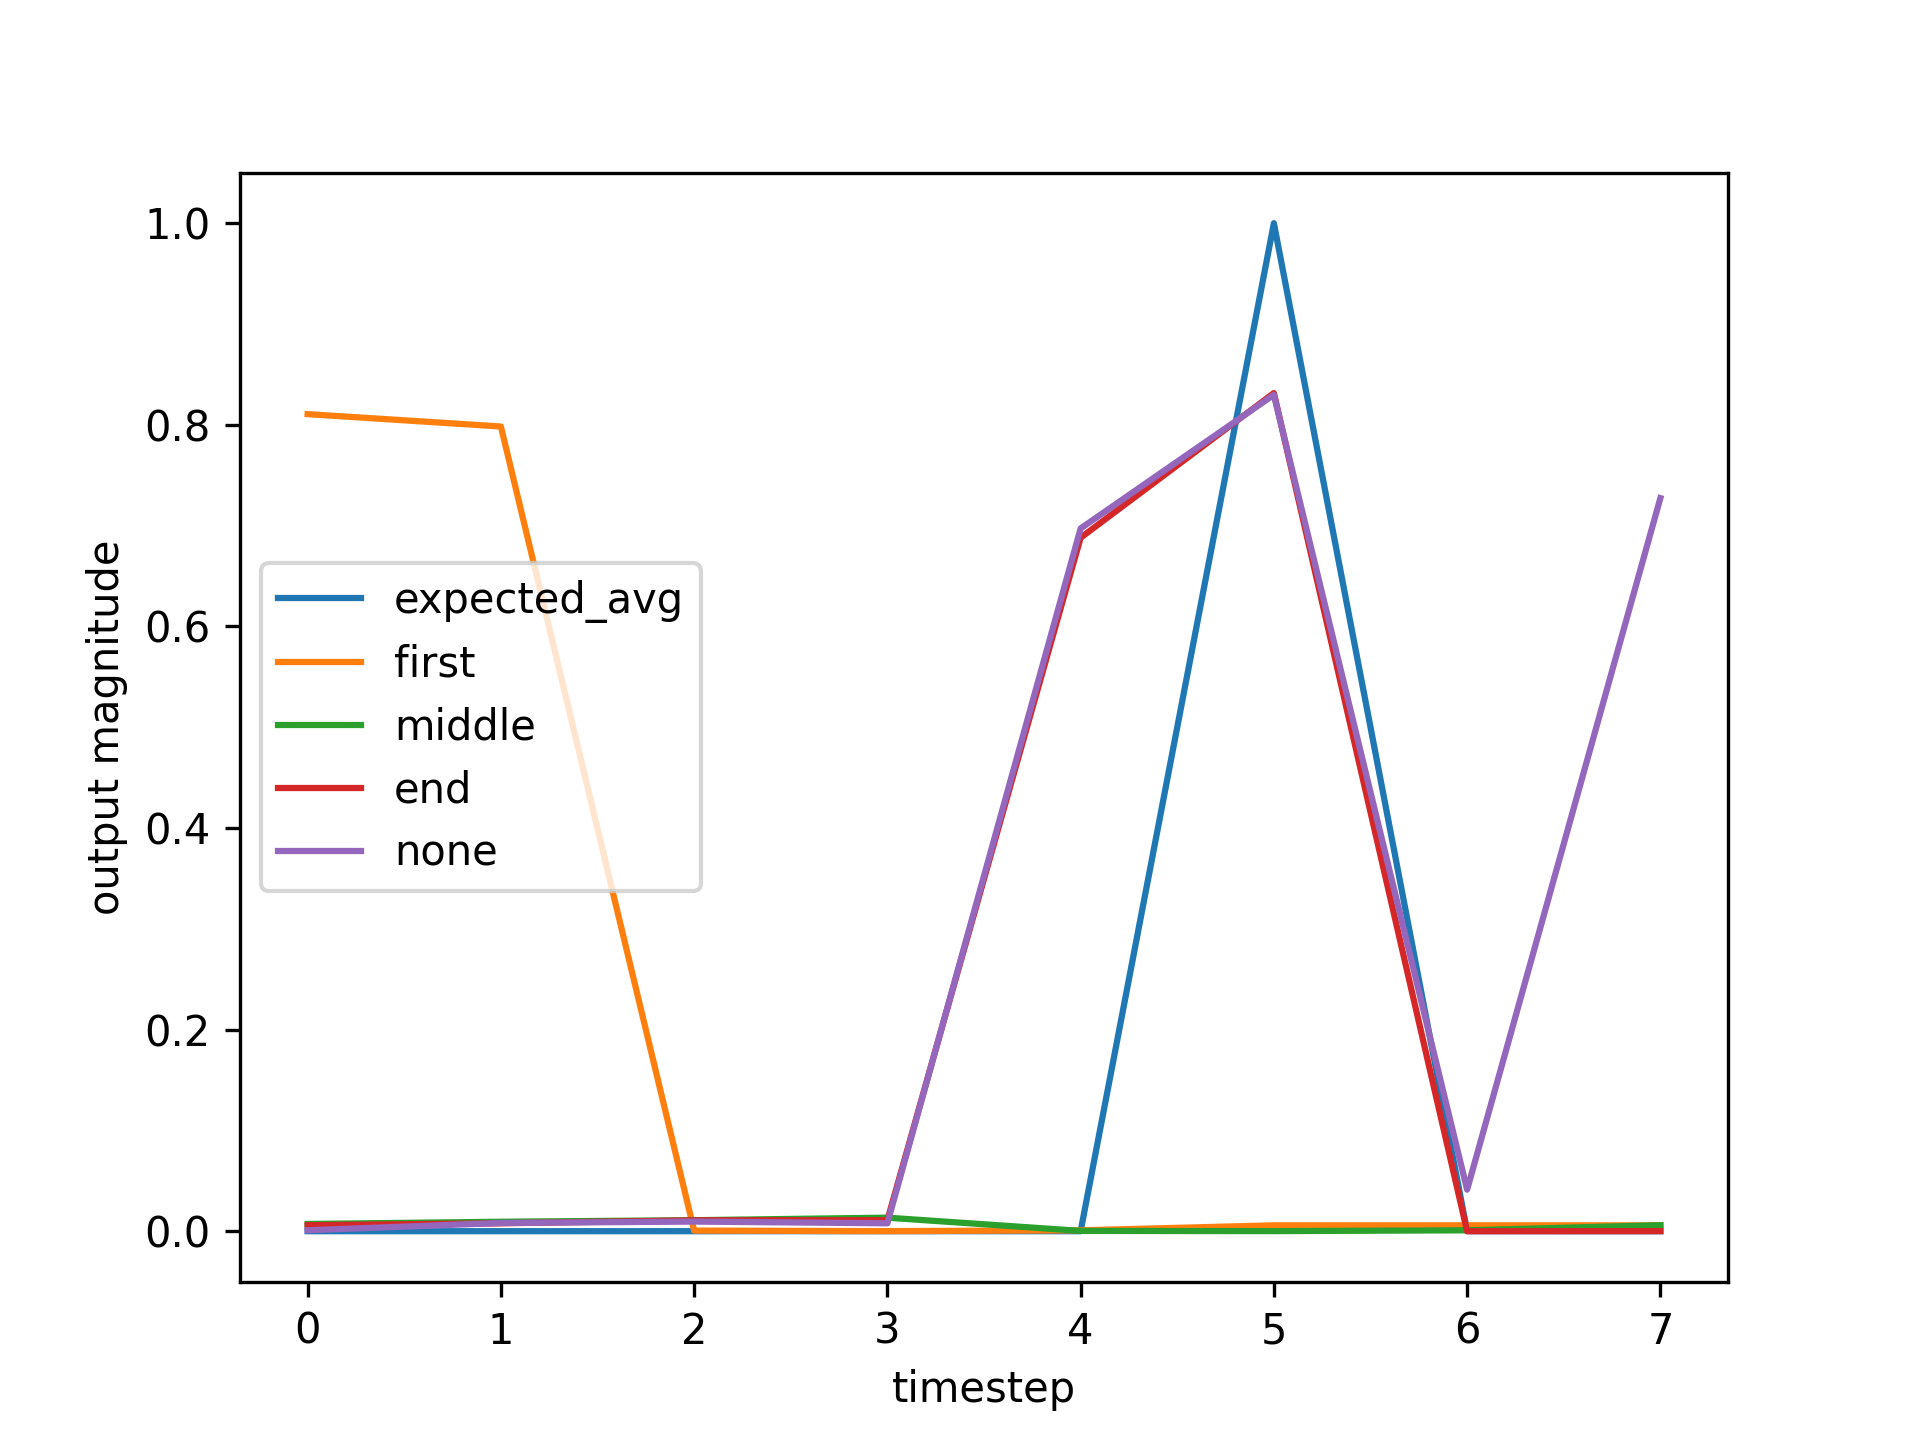 1.0
0.8
0.6
0.4
0.2
0.0
output magnitude
expected_avg
first
middle
end
none
0 1 2 3 4 5 6 7
timestep